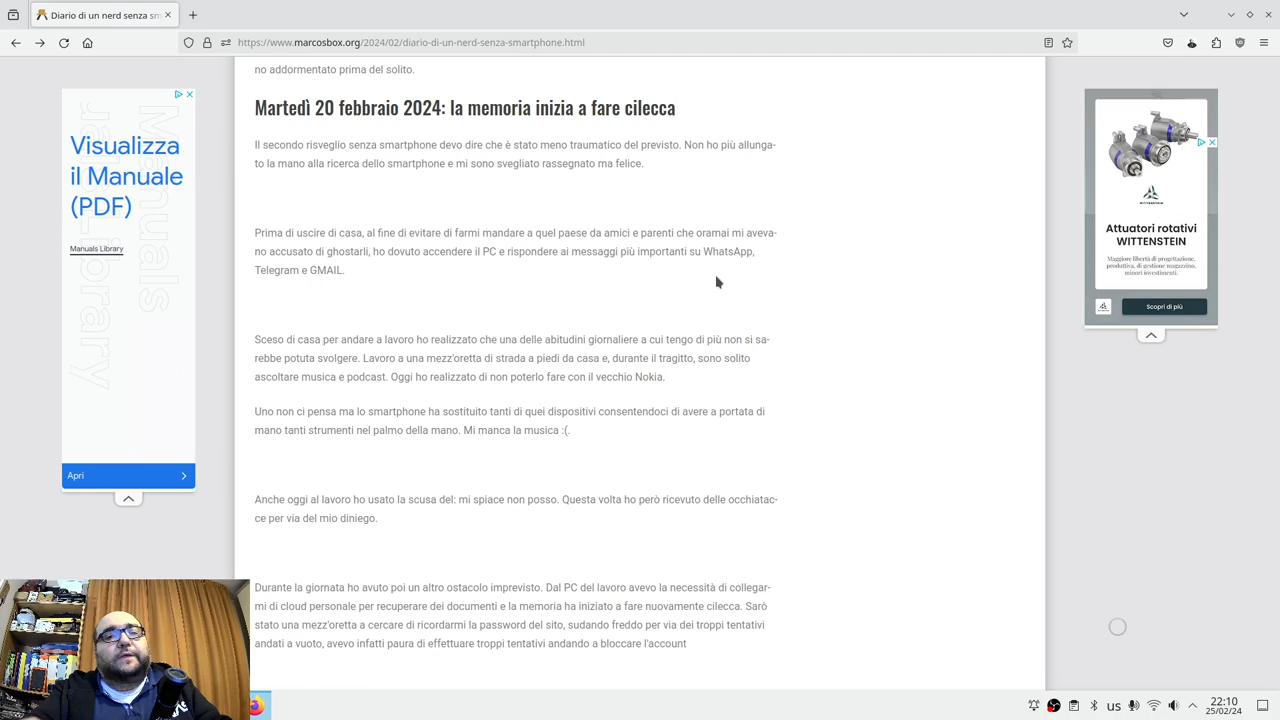 Diario di un nerd senza sm
https://www.marcosbox.org/2024/02/diario-di-un-nerd-senza-smartphone.html
no addormentato prima del solito.
Martedì 20 febbraio 2024: la memoria inizia a fare cilecca
Il secondo risveglio senza smartphone devo dire che è stato meno traumatico del previsto. Non ho più allunga-
to la mano alla ricerca dello smartphone e mi sono svegliato rassegnato ma felice.
Prima di uscire di casa, al fine di evitare di farmi mandare a quel paese da amici e parenti che oramai mi aveva-
no accusato di ghostarli, ho dovuto accendere il PC e rispondere ai messaggi più importanti su WhatsApp,
Telegram e GMAIL.
Sceso di casa per andare a lavoro ho realizzato che una delle abitudini giornaliere a cui tengo di più non si sa-
rebbe potuta svolgere. Lavoro a una mezz'oretta di strada a piedi da casa e, durante il tragitto, sono solito
ascoltare musica e podcast. Oggi ho realizzato di non poterlo fare con il vecchio Nokia.
Uno non ci pensa ma lo smartphone ha sostituito tanti di quei dispositivi consentendoci di avere a portata di
mano tanti strumenti nel palmo della mano. Mi manca la musica :(.
Anche oggi al lavoro ho usato la scusa del: mi spiace non posso. Questa volta ho però ricevuto delle occhiatac-
ce per via del mio diniego.
Durante la giornata ho avuto poi un altro ostacolo imprevisto. Dal PC del lavoro avevo la necessità di collegar-
mi di cloud personale per recuperare dei documenti e la memoria ha iniziato a fare nuovamente cilecca. Sarò
stato una mezz'oretta a cercare di ricordarmi la password del sito, sudando freddo per via dei troppi tentativi
andati a vuoto, avevo infatti paura di effettuare troppi tentativi andando a bloccare l'account
Visualizza
il Manuale
(PDF)
Manuals Library
Manuals
Library
Apri
WITTENSTEIN
Attuatori rotativi
WITTENSTEIN
Maggiore libertà di progettazione,
produttiva, di gestione magazzino,
minori investimenti.
Scopri di più
us
22:10
25/02/24